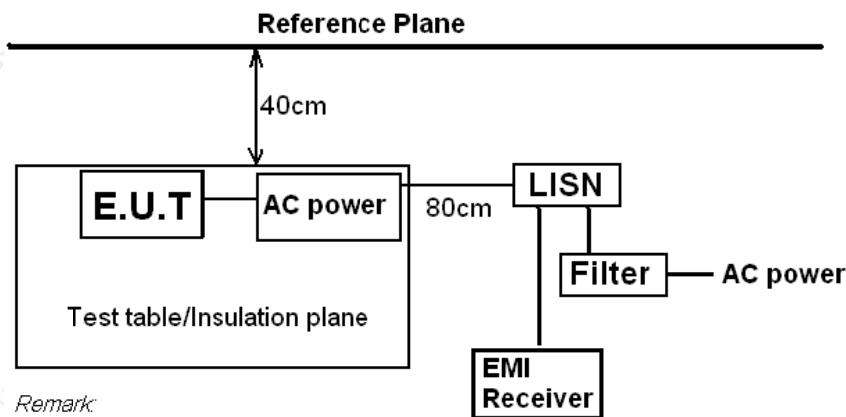 Reference Plane
40cm
E.U.T
AC power
80cm
LISN
Filter
AC power
Test table/Insulation plane
EMI
Receiver
Remark: